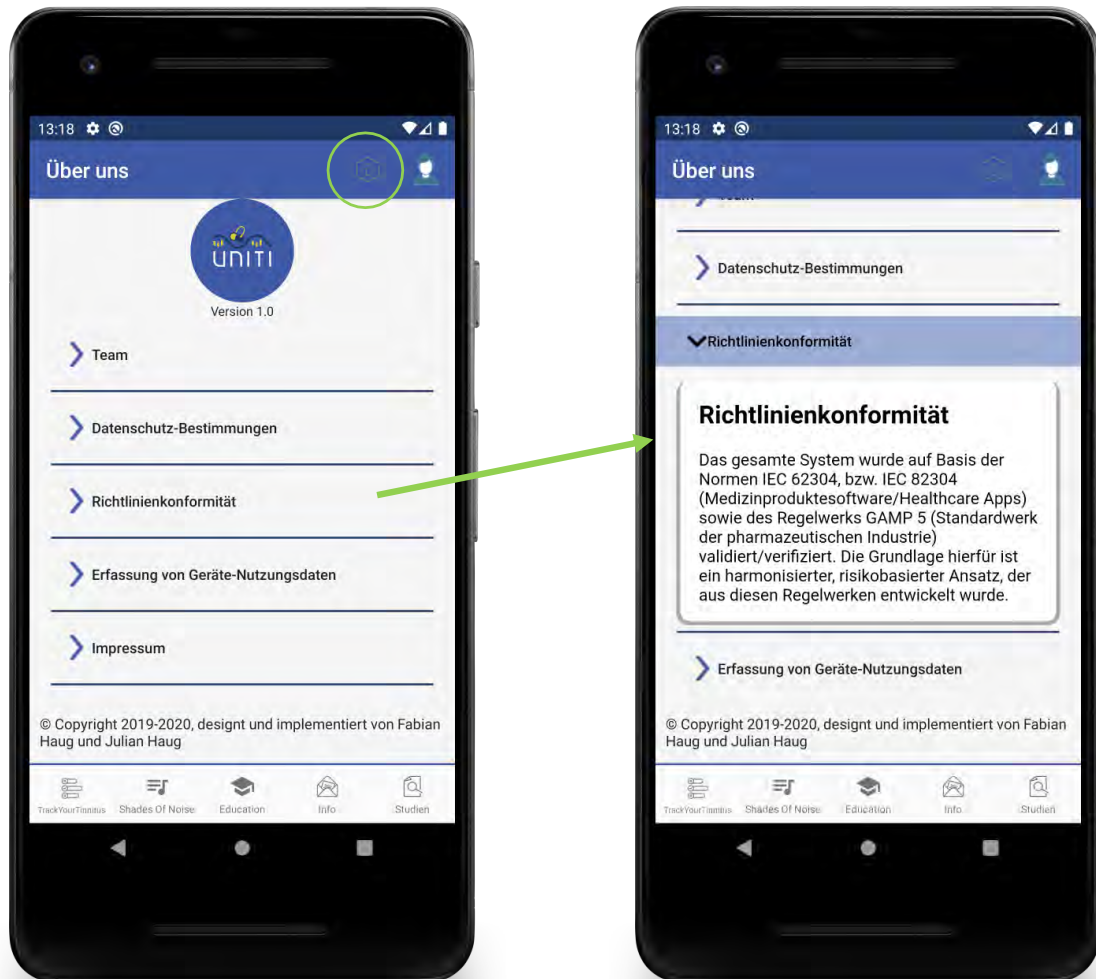 13:18
Über uns
UNITI
Version 1.0
Team
Datenschutz-Bestimmungen
Richtlinienkonformität
Erfassung von Geräte-Nutzungsdaten
Impressum
© Copyright 2019-2020, designt und implementiert von Fabian
Haug und Julian Haug
TrackYourTinnitus Shades Of Noise Education Info Studien
13:18
Über uns
Team
Datenschutz-Bestimmungen
Richtlinienkonformität
Richtlinienkonformität
Das gesamte System wurde auf Basis der
Normen IEC 62304, bzw. IEC 82304
(Medizinproduktesoftware/Healthcare Apps)
sowie des Regelwerks GAMP 5 (Standardwerk
der pharmazeutischen Industrie)
validiert/verifiziert. Die Grundlage hierfür ist
ein harmonisierter, risikobasierter Ansatz, der
aus diesen Regelwerken entwickelt wurde.
Erfassung von Geräte-Nutzungsdaten
© Copyright 2019-2020, designt und implementiert von Fabian
Haug und Julian Haug
TrackYourTinnitus Shades Of Noise Education Info Studien